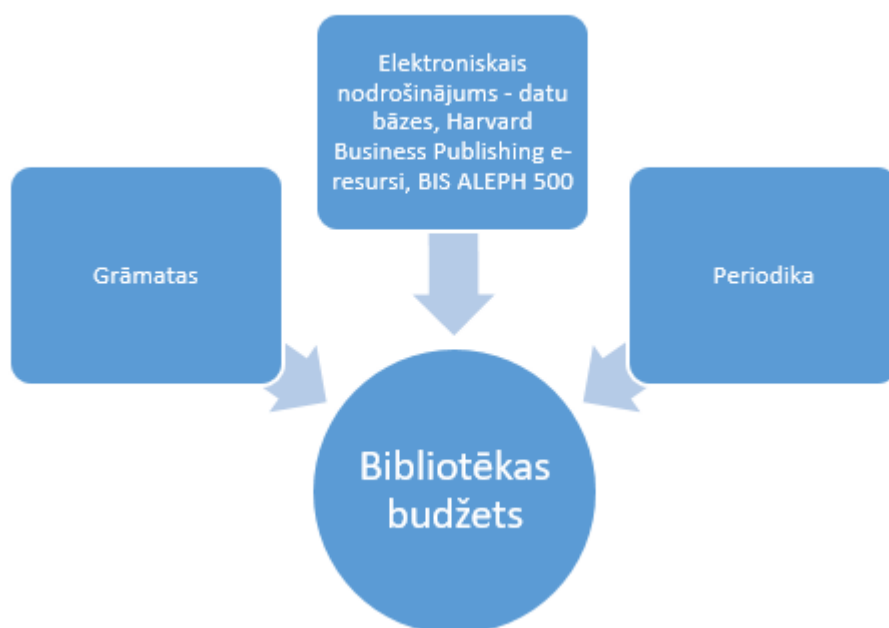 Elektroniskais
nodrošinājums - datu
bāzes, Harvard
Business Publishing e-
resursi, BIS ALEPH 500
Grāmatas
Periodika
Bibliotēkas
budžets